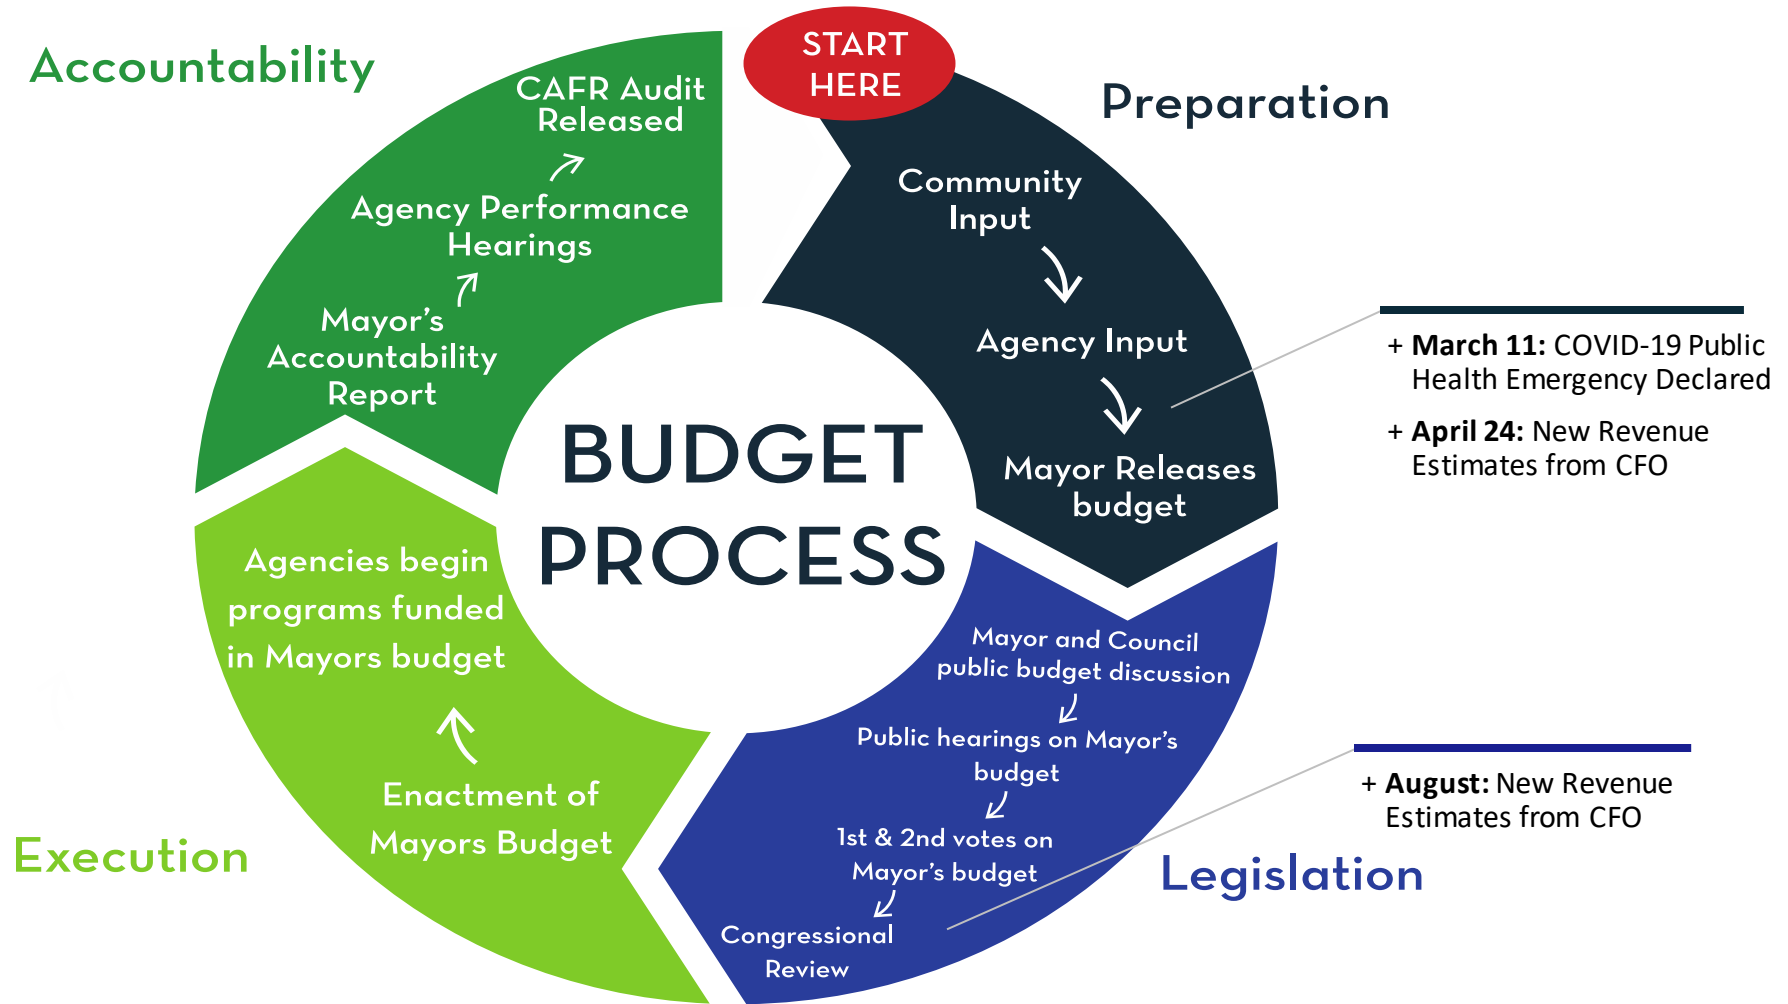 START
HERE
Preparation
Community
Input
Agency Input
Mayor Releases
budget
+ March 11: COVID-19 Public
Health Emergency Declared
+ April 24: New Revenue
Estimates from CFO
Mayor and Council
public budget discussion
Public hearings on Mayor's
budget
1st & 2nd votes on
Mayor's budget
Congressional
Review
Legislation
+ August: New Revenue
Estimates from CFO
Execution
Enactment of
Mayors Budget
Agencies begin
programs funded
in Mayors budget
Accountability
Mayor's
Accountability
Report
Agency Performance
Hearings
CAFR Audit
Released
BUDGET
PROCESS